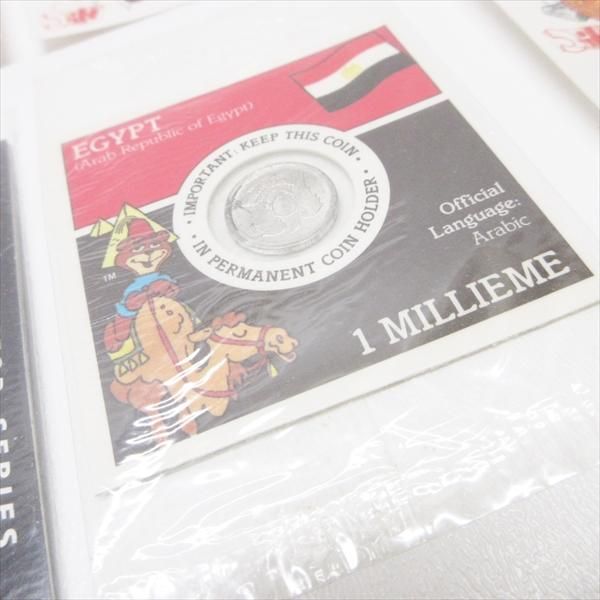 EGYPT
(Arab Republic of Egypt)
• IMPORTANT: KEEP THIS COIN •
• IN PERMANENT COIN HOLDER •
Official
Language:
Arabic
1 MILLIEME
TM
SERIES